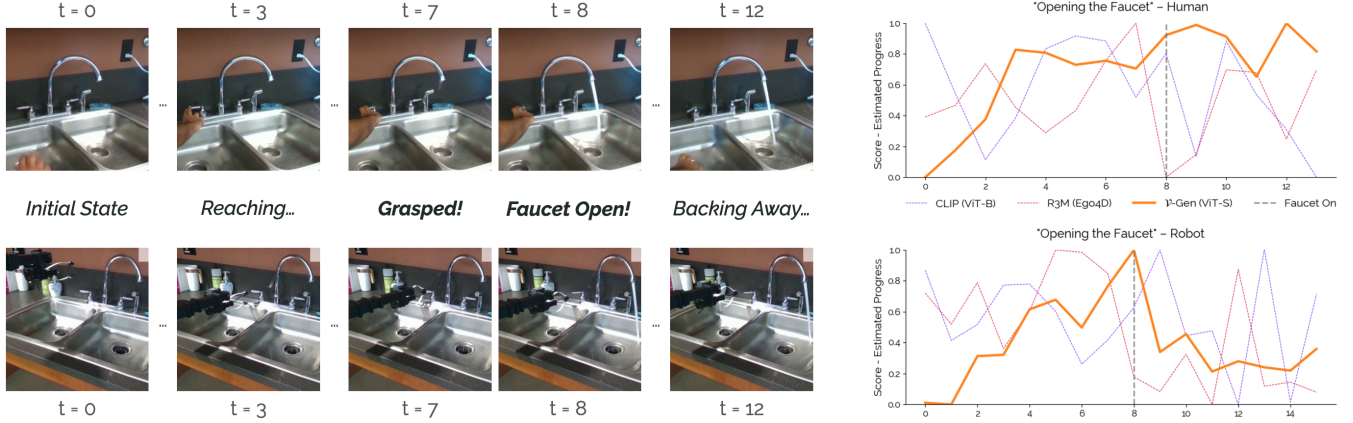 t = 0
t = 3
t = 7
t = 8
t = 12
...
...
...
Initial State
Reaching...
Grasped!
Faucet Open!
Backing Away...
...
...
...
t = 0
t = 3
t = 7
t = 8
t = 12
"Opening the Faucet" – Human
Score - Estimated Progress
1.0
0.8
0.6
0.4
0.2
0.0
0 2 4 6 8 10 12
CLIP (ViT-B) R3M (Ego4D) 𝒱-Gen (ViT-S) Faucet On
"Opening the Faucet" – Robot
Score - Estimated Progress
1.0
0.8
0.6
0.4
0.2
0.0
0 2 4 6 8 10 12 14